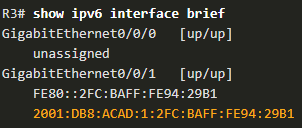 R3# show ipv6 interface brief
GigabitEthernet0/0/0 [up/up]
unassigned
GigabitEthernet0/0/1 [up/up]
FE80::2FC:BAFF:FE94:29B1
2001:DB8:ACAD:1:2FC:BAFF:FE94:29B1